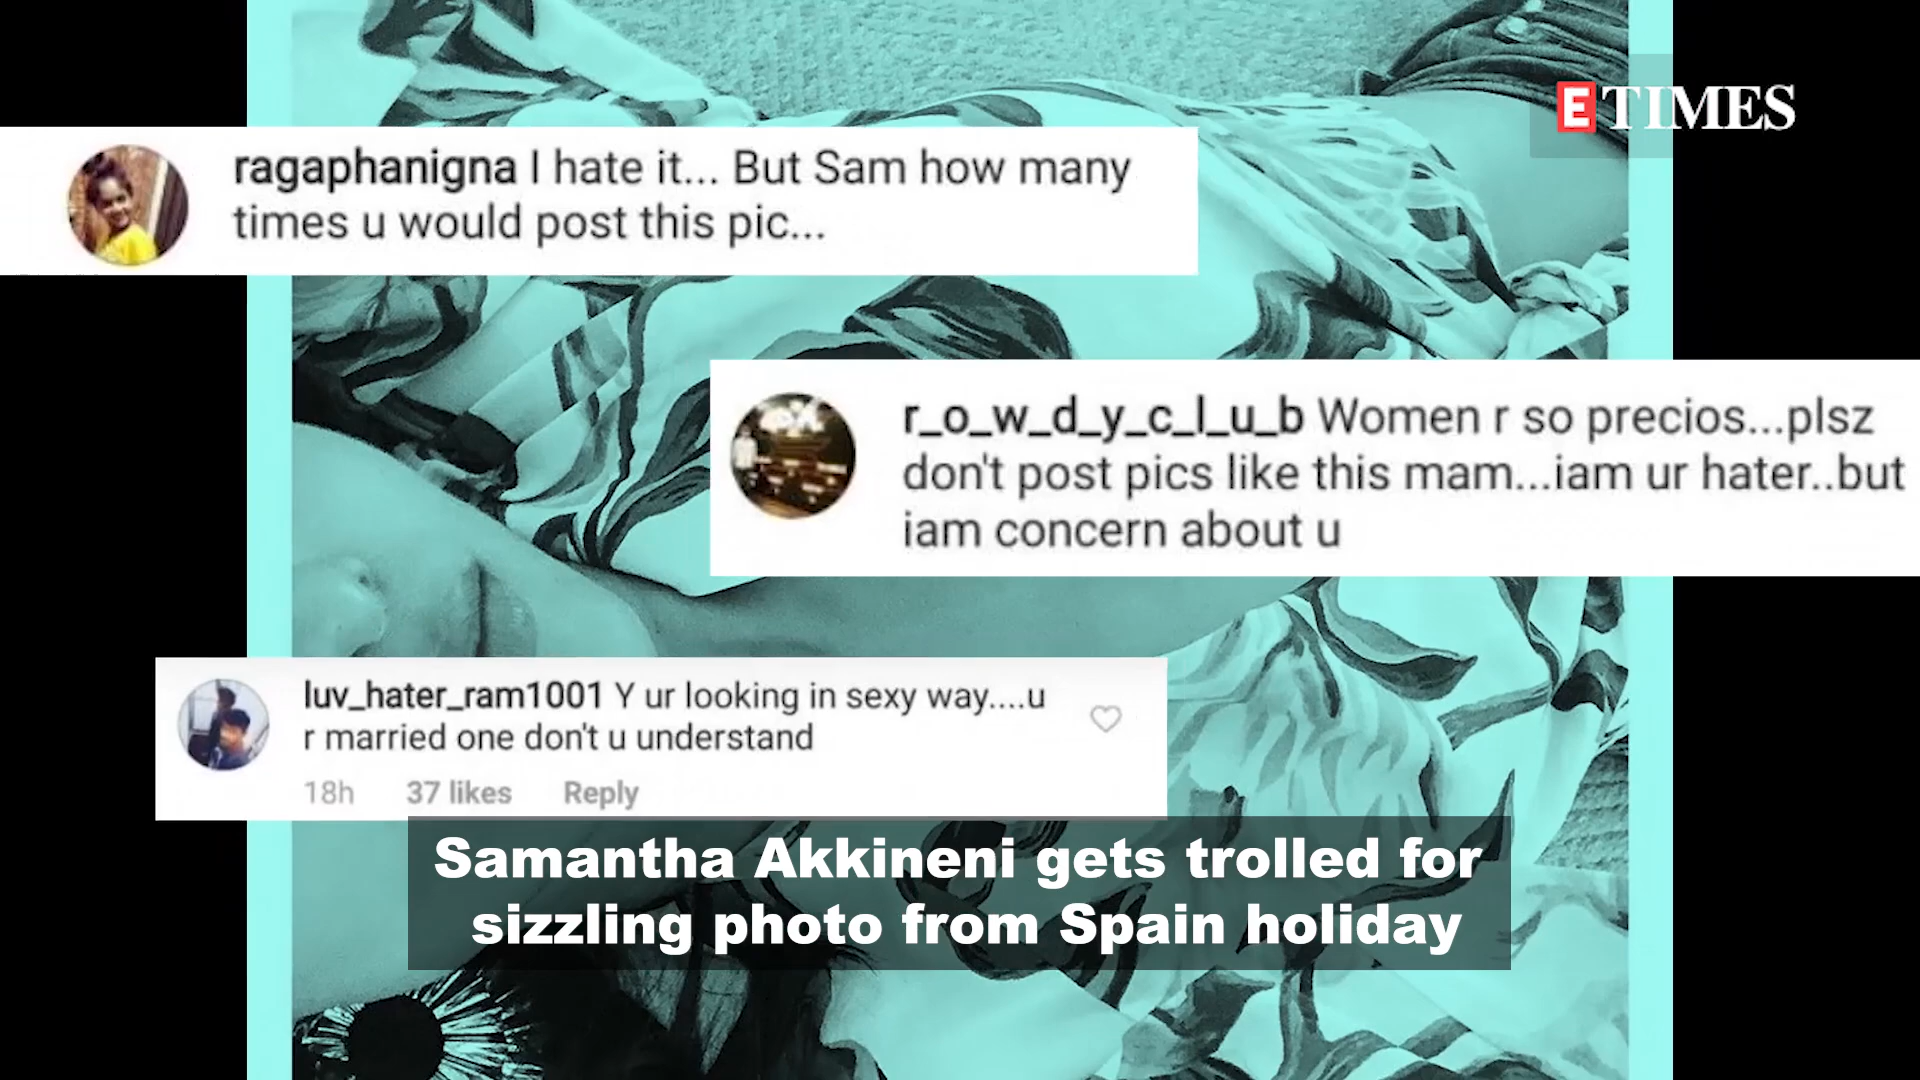 ETIMES
ragaphanigna I hate it... But Sam how many
times u would post this pic...
r_o_w_d_y_c_l_u_b Women r so precios...plsz
don't post pics like this mam...iam ur hater..but
iam concern about u
luv_hater_ram1001 Y ur looking in sexy way....u
r married one don't u understand
18h 37 likes Reply
Samantha Akkineni gets trolled for
sizzling photo from Spain holiday